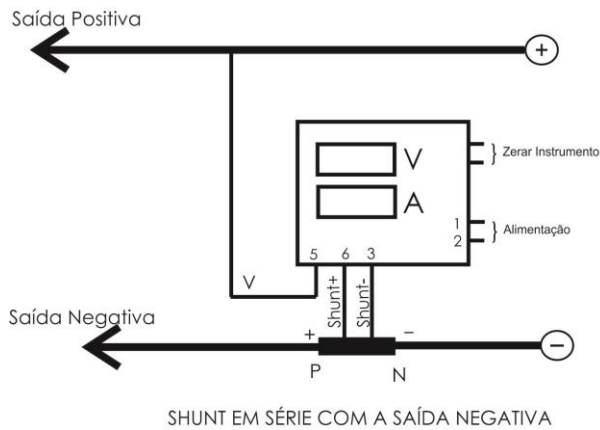 Saída Positiva
+
V
Zerar Instrumento
A
1
Alimentação
2
5 6 3
V
Shunt+
Shunt-
Saída Negativa
+ −
−
P N
SHUNT EM SÉRIE COM A SAÍDA NEGATIVA